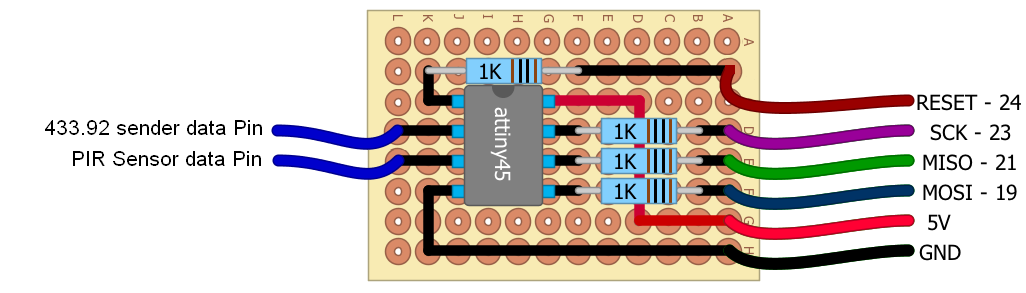 L K J I H G F E D C B A
A
1K
RESET - 24
433.92 sender data Pin
attiny45
1K
D
SCK - 23
PIR Sensor data Pin
1K
MISO - 21
1K
MOSI - 19
G
5V
H
GND